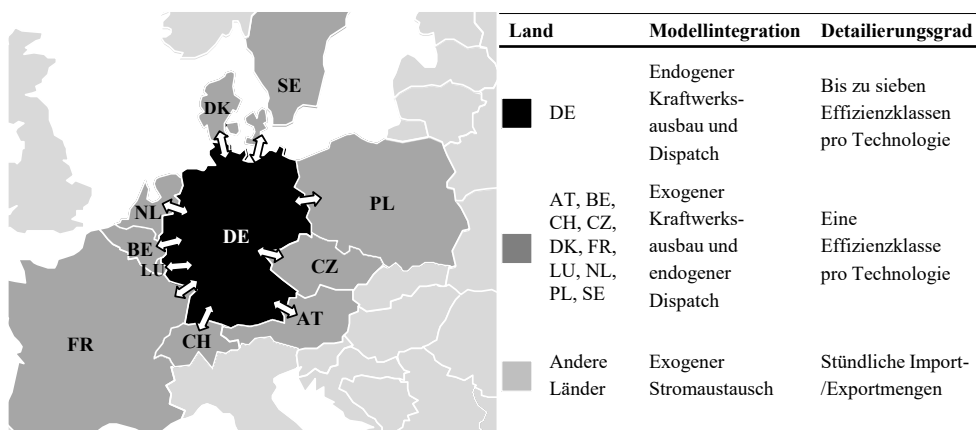 SE
DK
NL
PL
BE
DE
LU
CZ
FR
CH
AT
Land Modellintegration Detailierungsgrad
DE
Endogener
Kraftwerks-
ausbau und
Dispatch
Bis zu sieben
Effizienzklassen
pro Technologie
AT, BE,
CH, CZ,
DK, FR,
LU, NL,
PL, SE
Exogener
Kraftwerks-
ausbau und
endogener
Dispatch
Eine
Effizienzklasse
pro Technologie
Andere
Länder
Exogener
Stromaustausch
Stündliche Import-
/Exportmengen